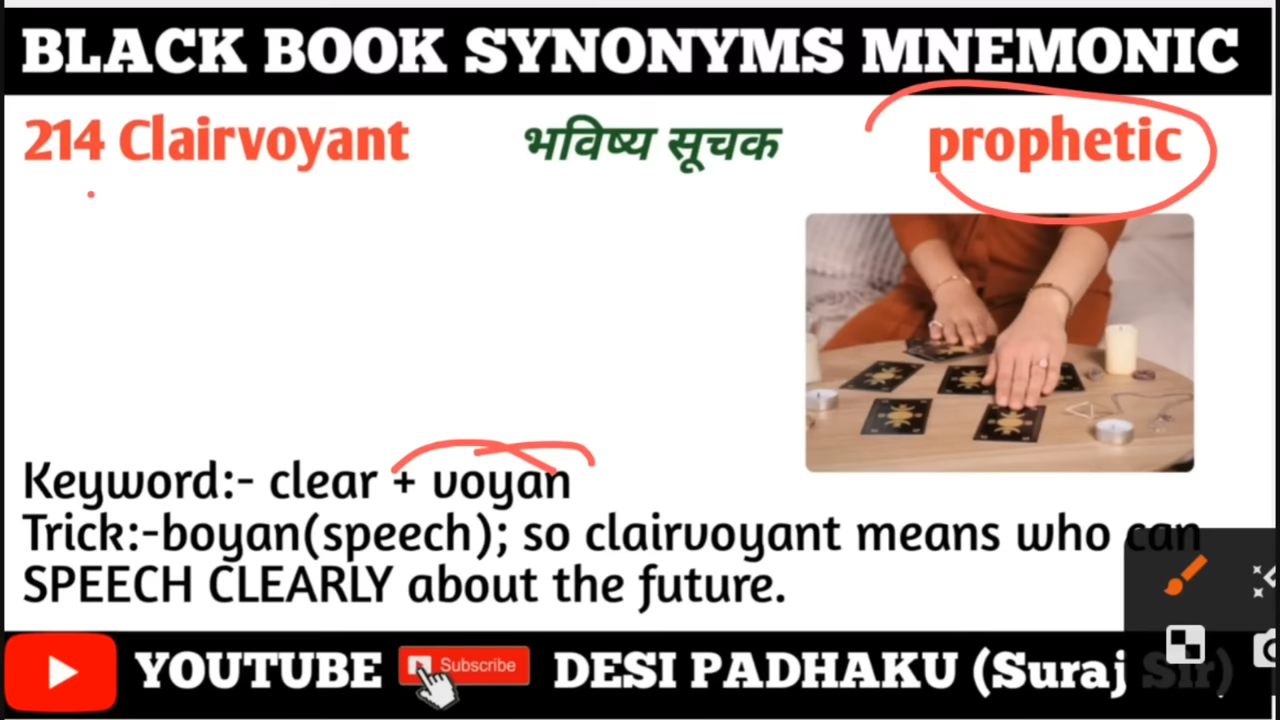 BLACK BOOK SYNONYMS MNEMONIC
214 Clairvoyant भविष्य सूचक prophetic
Keyword:- clear + voyan
Trick:-boyan(speech); so clairvoyant means who can
SPEECH CLEARLY about the future.
YOUTUBE Subscribe DESI PADHAKU (Suraj Sir)